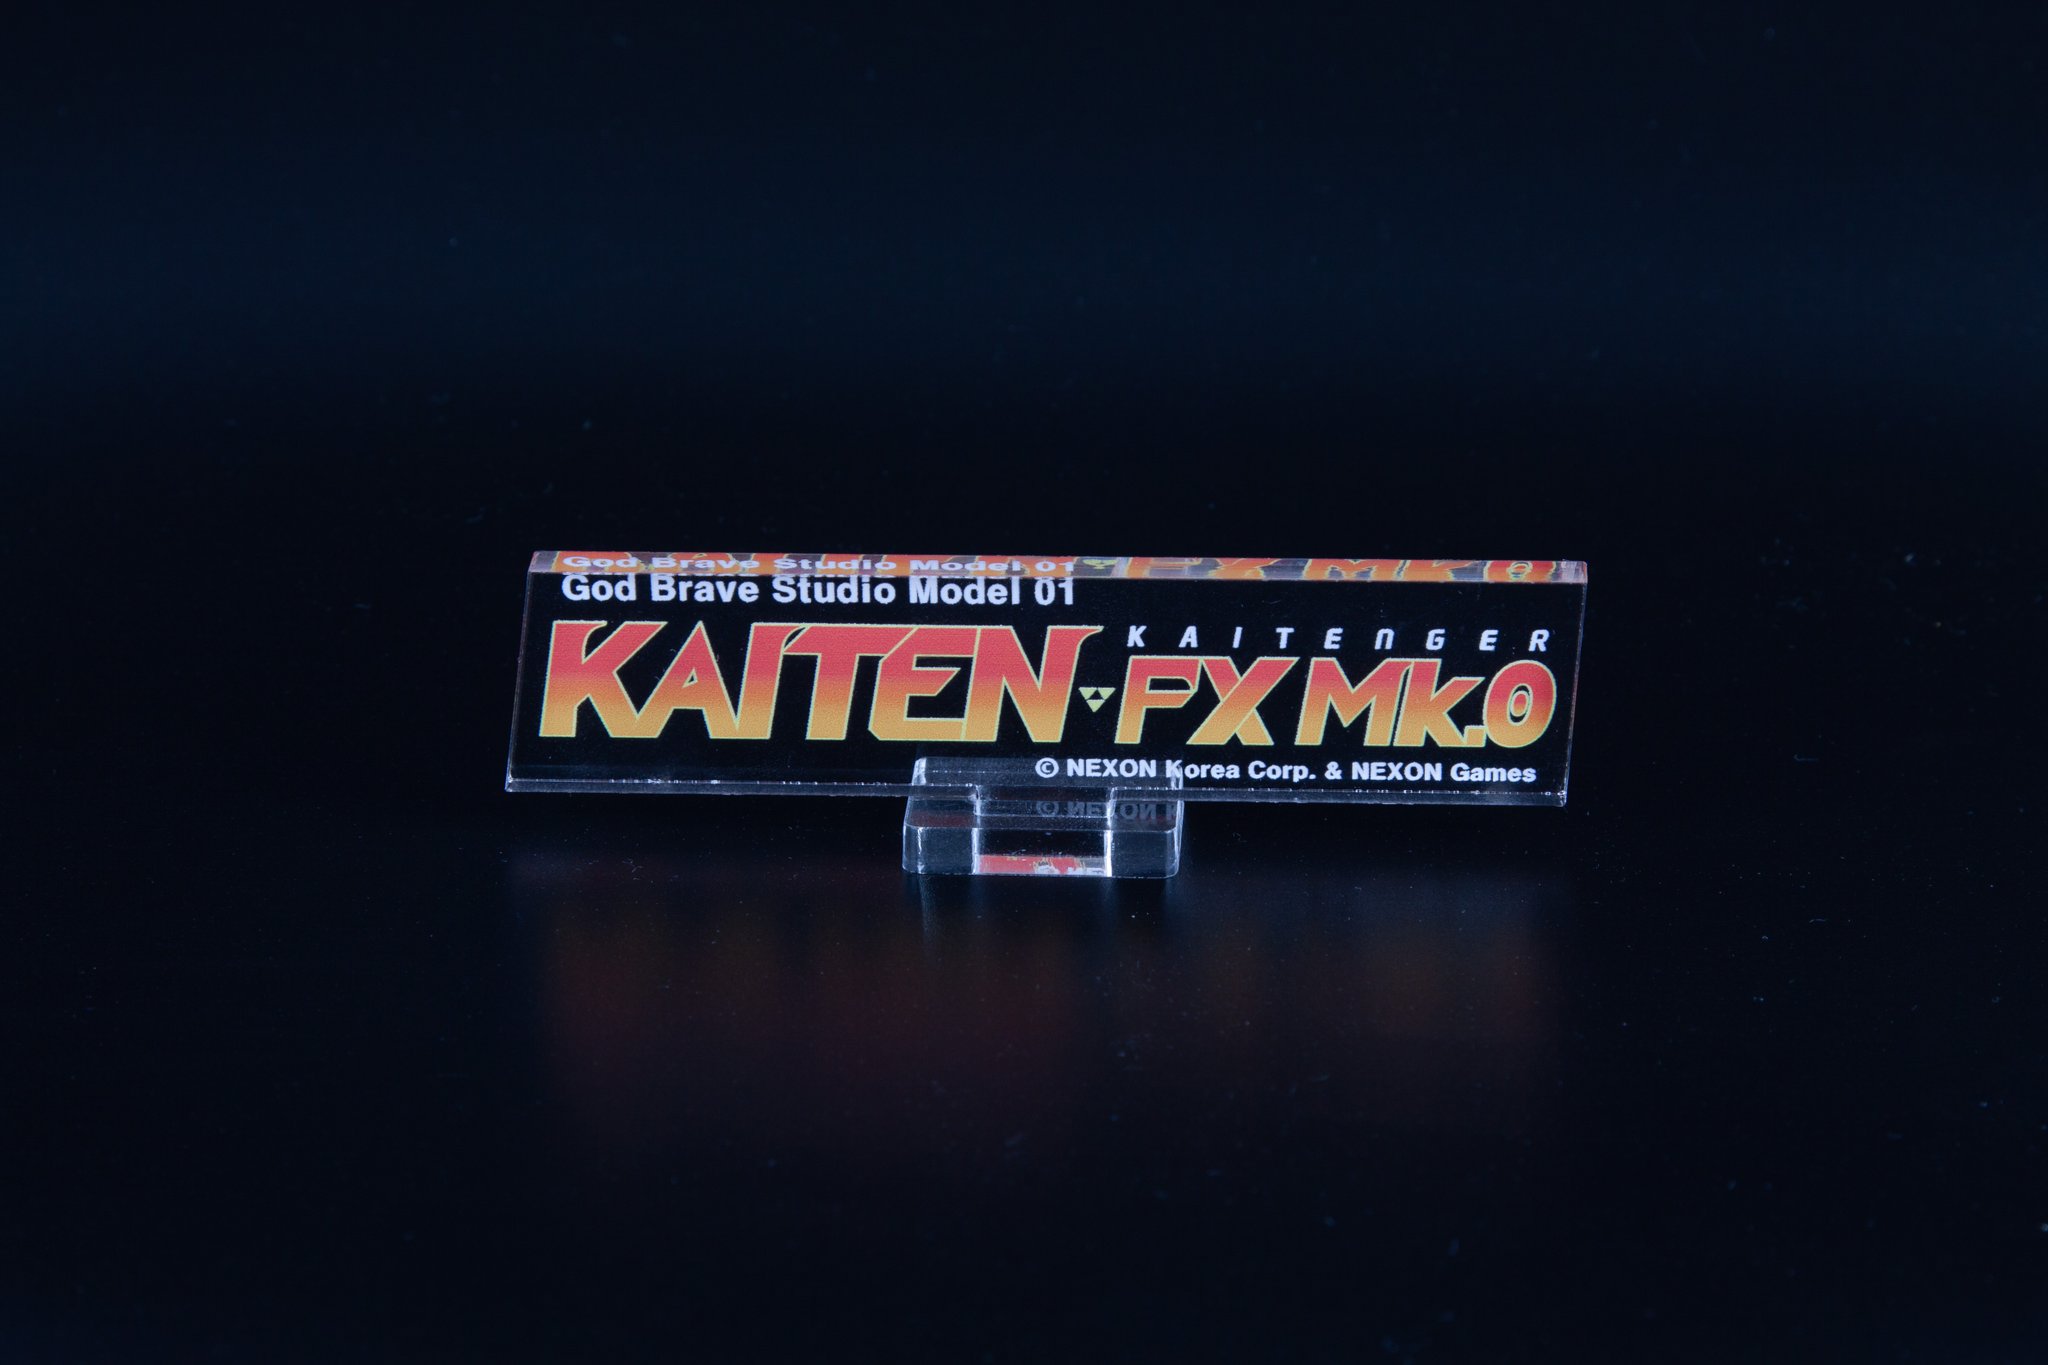 God Brave Studio Model 01
KAITENGER
KAITEN FX Mk.0
© NEXON Korea Corp. & NEXON Games